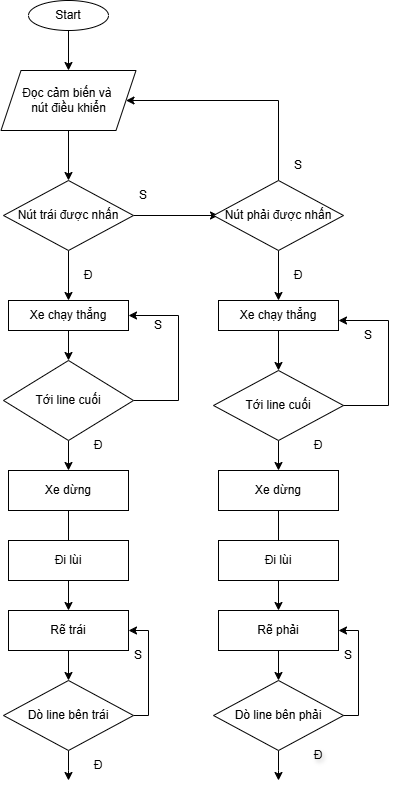 Start
Đọc cảm biến và
nút điều khiển
S
S
Nút trái được nhấn
Nút phải được nhấn
Đ
Đ
Xe chạy thẳng
Xe chạy thẳng
S
S
Tới line cuối
Tới line cuối
Đ
Đ
Xe dừng
Xe dừng
Đi lùi
Đi lùi
Rẽ trái
Rẽ phải
S
S
Dò line bên trái
Dò line bên phải
Đ
Đ